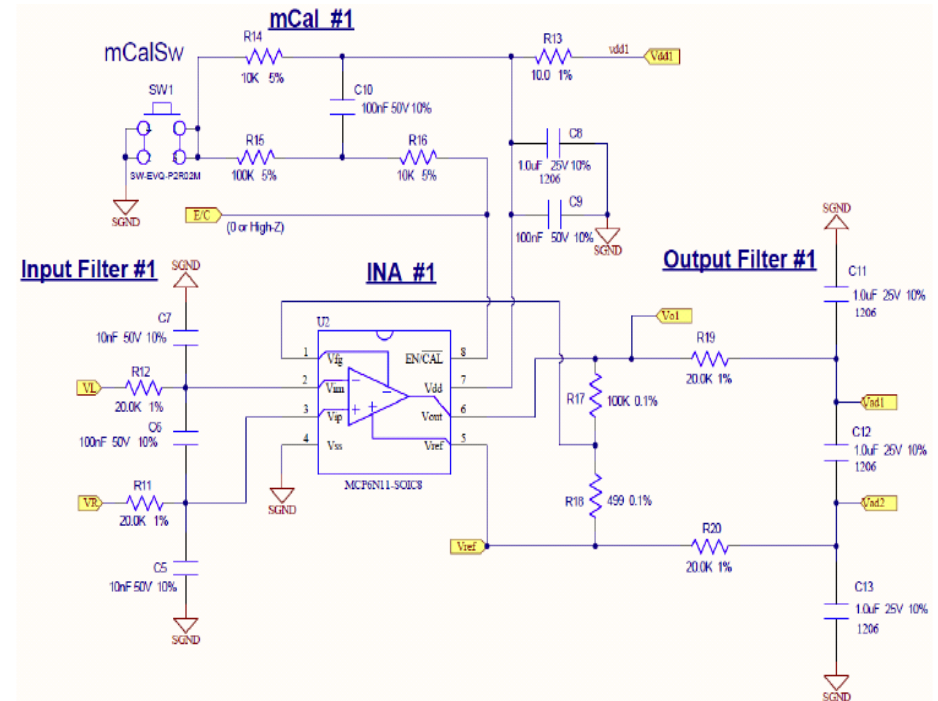 mCal #1
mCalSw
R14
10K 5%
R13
10.0 1%
vdd1
Vdd1
SW1
C10
100nF 50V 10%
R15
100K 5%
R16
10K 5%
SW-EVQ-P2R02M
SGND
C8
1.0uF 25V 10%
1206
C9
100nF 50V 10%
SGND
E/C
(0 or High-Z)
Input Filter #1
SGND
INA #1
Output Filter #1
SGND
C11
1.0uF 25V 10%
1206
C7
10nF 50V 10%
U2
Vo1
R19
20.0K 1%
1
Vfg
EN/CAL
8
VL
R12
20.0K 1%
2
Vim
Vdd
7
R17
100K 0.1%
Vad1
C6
100nF 50V 10%
3
Vip
Vout
6
C12
1.0uF 25V 10%
1206
4
Vss
Vref
5
VR
R11
20.0K 1%
MCP6N11-SOIC8
SGND
R18
499 0.1%
Vad2
Vref
R20
20.0K 1%
C5
10nF 50V 10%
SGND
C13
1.0uF 25V 10%
1206
SGND